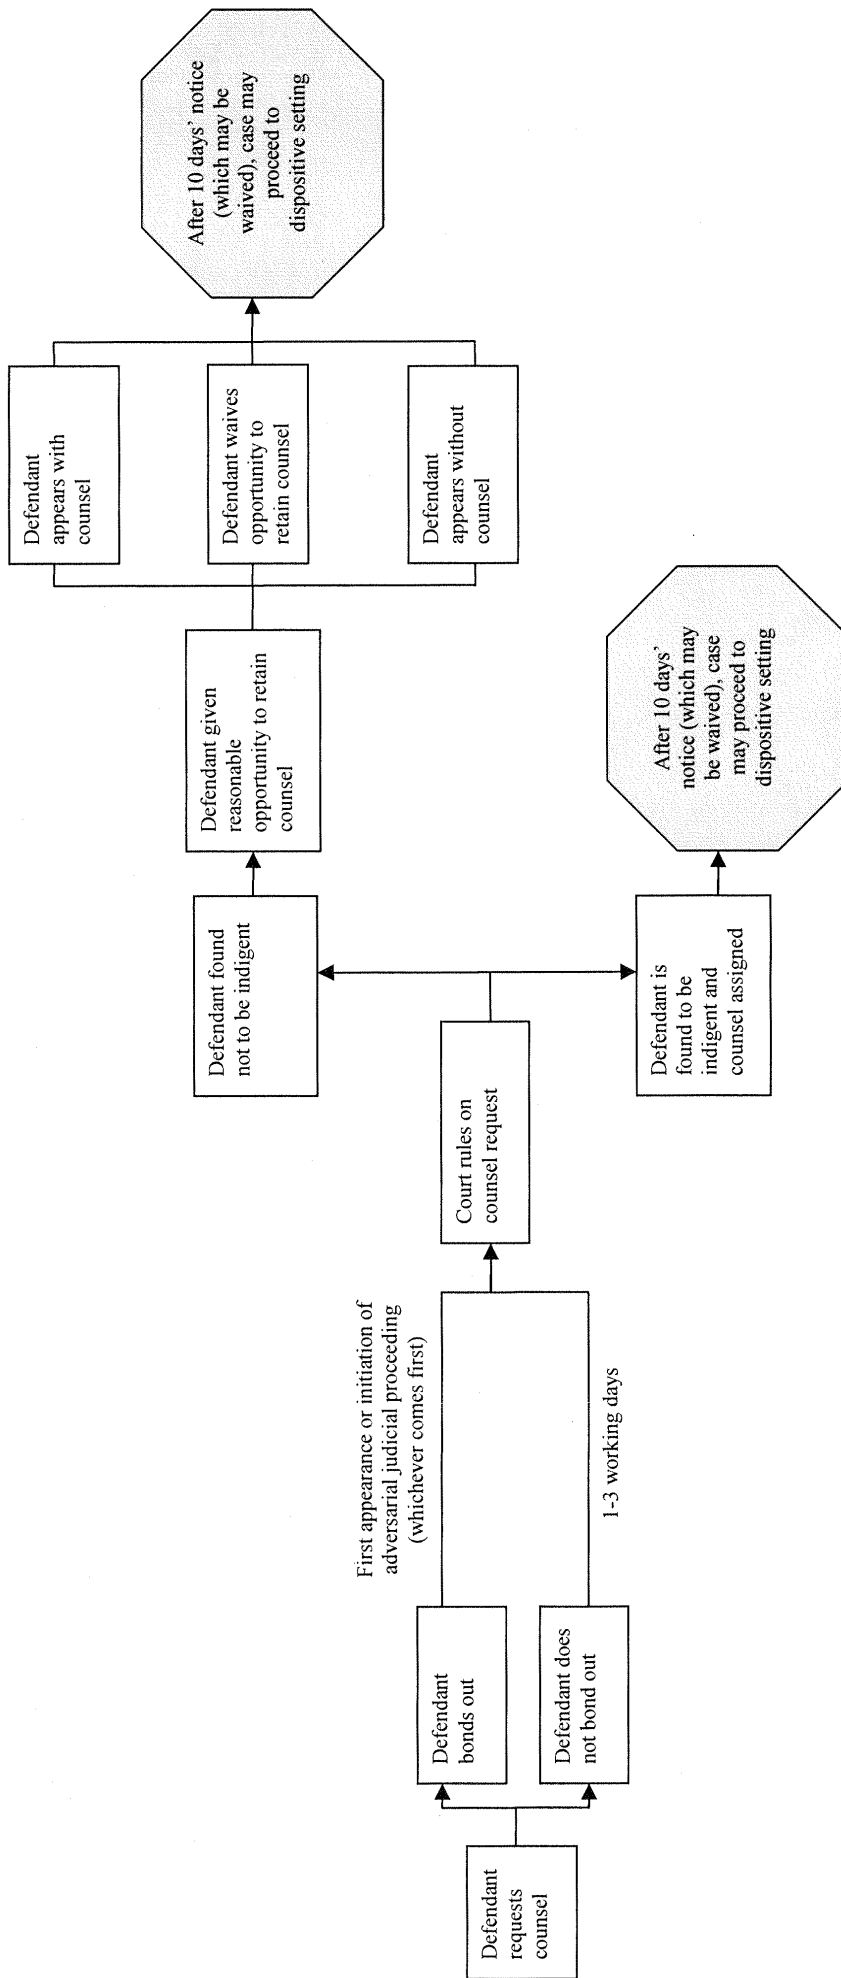 Defendant
requests
counsel
Defendant
bonds out
Defendant does
not bond out
First appearance or initiation of
adversarial judicial proceeding
(whichever comes first)
1-3 working days
Court rules on
counsel request
Defendant found
not to be indigent
Defendant is
found to be
indigent and
counsel assigned
Defendant given
reasonable
opportunity to retain
counsel
Defendant
appears with
counsel
Defendant waives
opportunity to
retain counsel
Defendant
appears without
counsel
After 10 days’ notice
(which may be
waived), case may
proceed to
dispositive setting
After 10 days’
notice (which may
be waived), case
may proceed to
dispositive setting